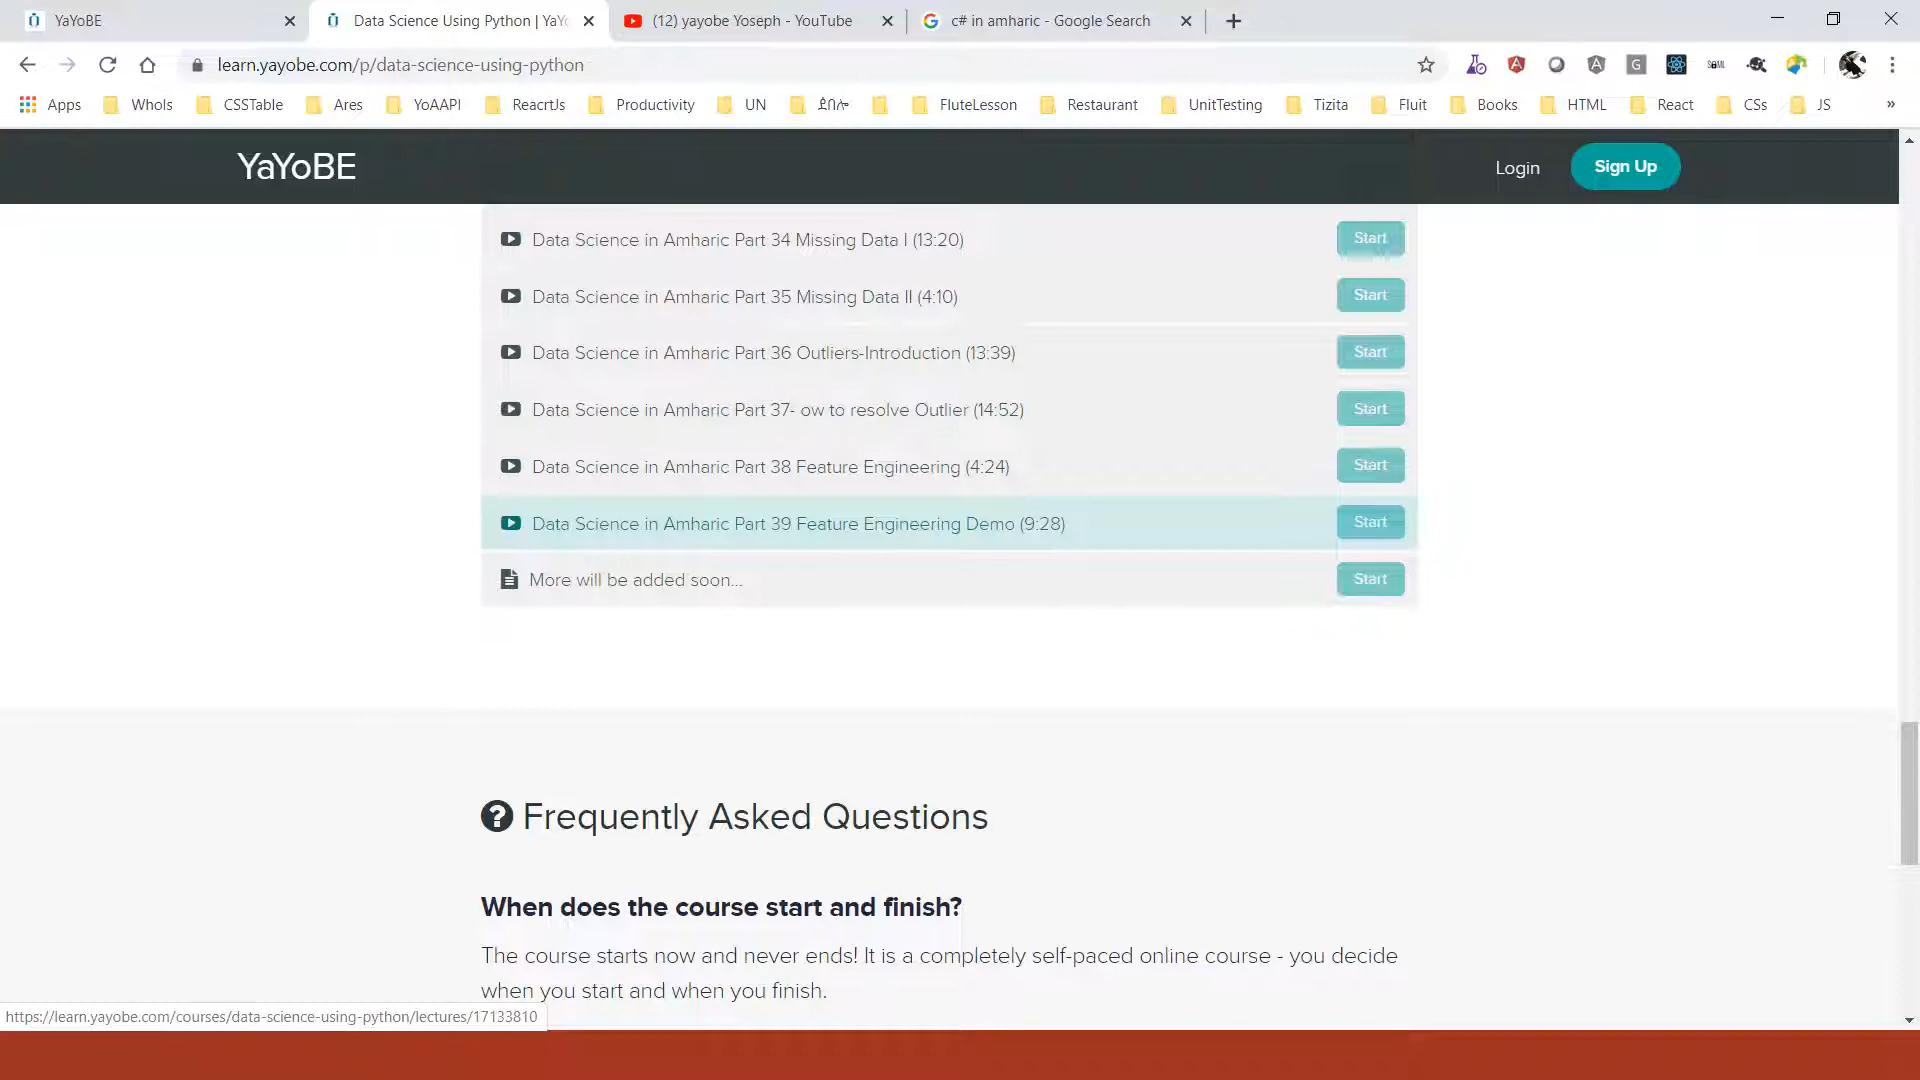 YaYoBE
Data Science Using Python | YaYo
(12) yayobe Yoseph - YouTube
c# in amharic - Google Search
learn.yayobe.com/p/data-science-using-python
Apps WhoIs CSSTable Ares YoAAPI ReacrtJs Productivity UN FluteLesson Restaurant UnitTesting Tizita Fluit Books HTML React CSs JS »
YaYoBE
Login
Sign Up
Data Science in Amharic Part 34 Missing Data I (13:20)
Start
Data Science in Amharic Part 35 Missing Data II (4:10)
Start
Data Science in Amharic Part 36 Outliers-Introduction (13:39)
Start
Data Science in Amharic Part 37- ow to resolve Outlier (14:52)
Start
Data Science in Amharic Part 38 Feature Engineering (4:24)
Start
Data Science in Amharic Part 39 Feature Engineering Demo (9:28)
Start
More will be added soon...
Start
Frequently Asked Questions
When does the course start and finish?
The course starts now and never ends! It is a completely self-paced online course - you decide
when you start and when you finish.
https://learn.yayobe.com/courses/data-science-using-python/lectures/17133810